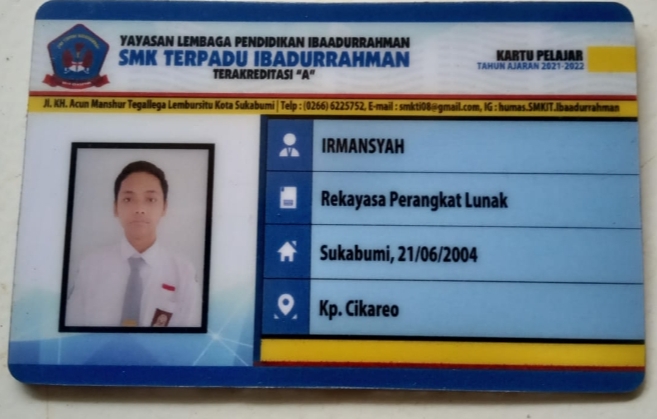 YAYASAN LEMBAGA PENDIDIKAN IBAADURRAHMAN
SMK TERPADU IBADURRAHMAN
TERAKREDITASI "A"
KARTU PELAJAR
TAHUN AJARAN 2021-2022
Jl. KH. Acun Manshur Tegallega Lembursitu Kota Sukabumi | Telp : (0266) 6225752, E-mail : smkti08@gmail.com, IG : humas.SMKIT.Ibaadurrahman
IRMANSYAH
Rekayasa Perangkat Lunak
Sukabumi, 21/06/2004
Kp. Cikareo